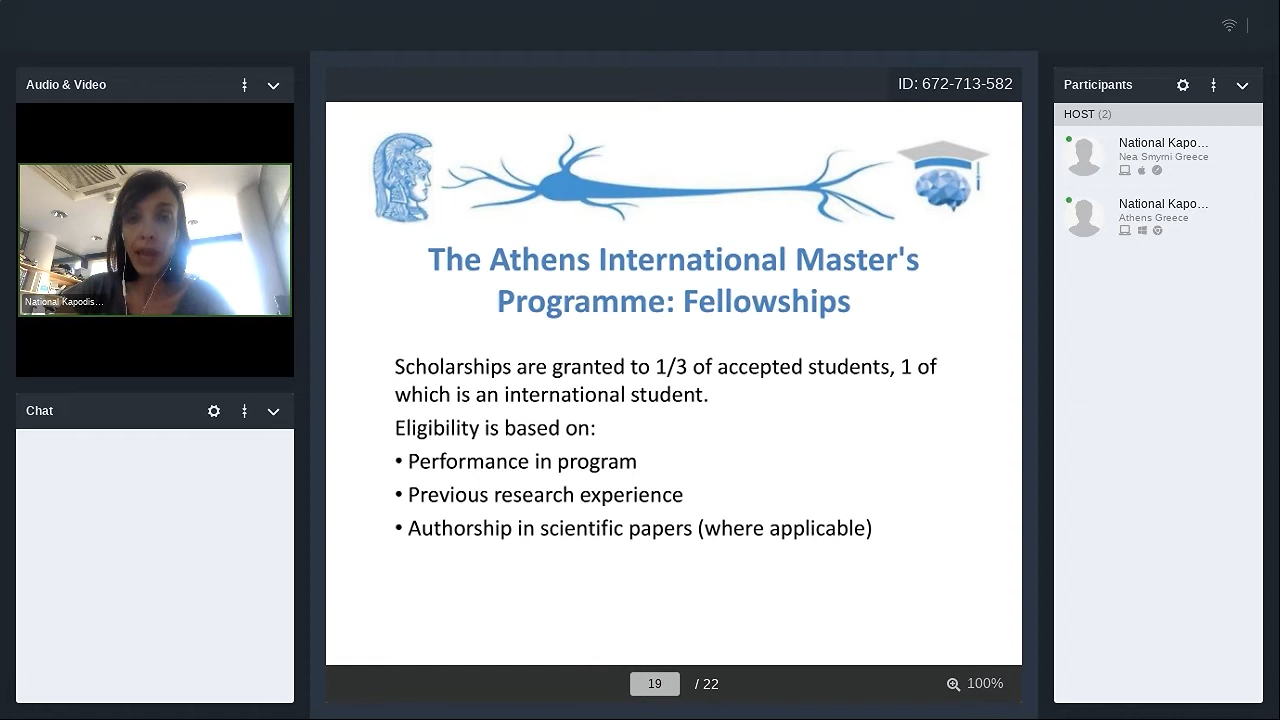 Audio & Video
National Kapodis...
Chat
ID: 672-713-582
The Athens International Master's
Programme: Fellowships
Scholarships are granted to 1/3 of accepted students, 1 of
which is an international student.
Eligibility is based on:
• Performance in program
• Previous research experience
• Authorship in scientific papers (where applicable)
19 / 22
100%
Participants
HOST (2)
National Kapo...
Nea Smyrni Greece
National Kapo...
Athens Greece